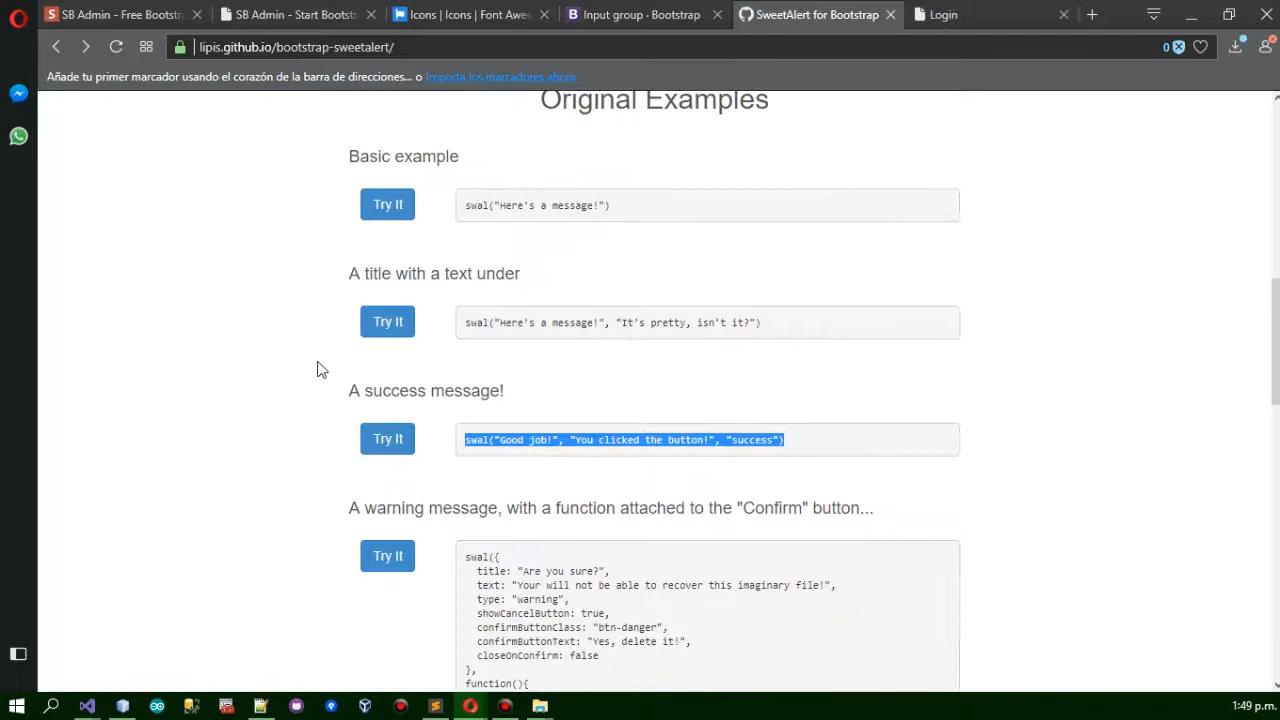 SB Admin - Free Bootst
SB Admin - Start Bootst
Icons | Icons | Font Awes
Input group · Bootstrap
SweetAlert for Bootstrap
Login
lipis.github.io/bootstrap-sweetalert/
0
Añade tu primer marcador usando el corazón de la barra de direcciones... o Importa los marcadores ahora
Original Examples
Basic example
Try It
swal("Here's a message!")
A title with a text under
Try It
swal("Here's a message!", "It's pretty, isn't it?")
A success message!
Try It
swal("Good job!", "You clicked the button!", "success")
A warning message, with a function attached to the "Confirm" button...
Try It
swal({
title: "Are you sure?",
text: "Your will not be able to recover this imaginary file!",
type: "warning",
showCancelButton: true,
confirmButtonClass: "btn-danger",
confirmButtonText: "Yes, delete it!",
closeOnConfirm: false
},
function(){
1:49 p.m.